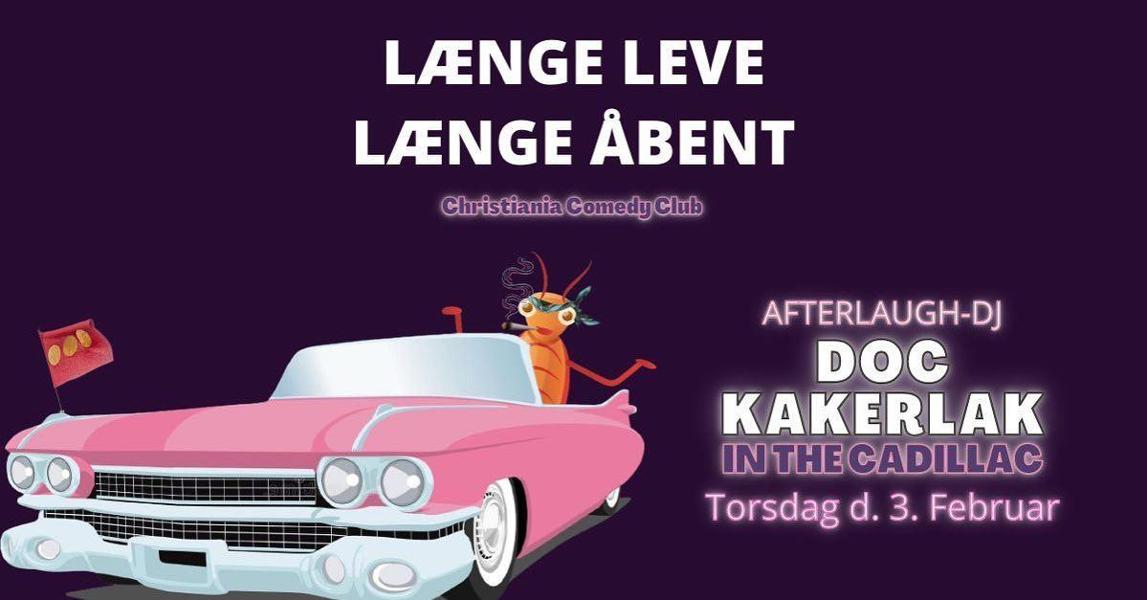 LÆNGE LEVE
LÆNGE ÅBENT
Christiania Comedy Club
AFTERLAUGH-DJ
DOC
KAKERLAK
IN THE CADILLAC
Torsdag d. 3. Februar